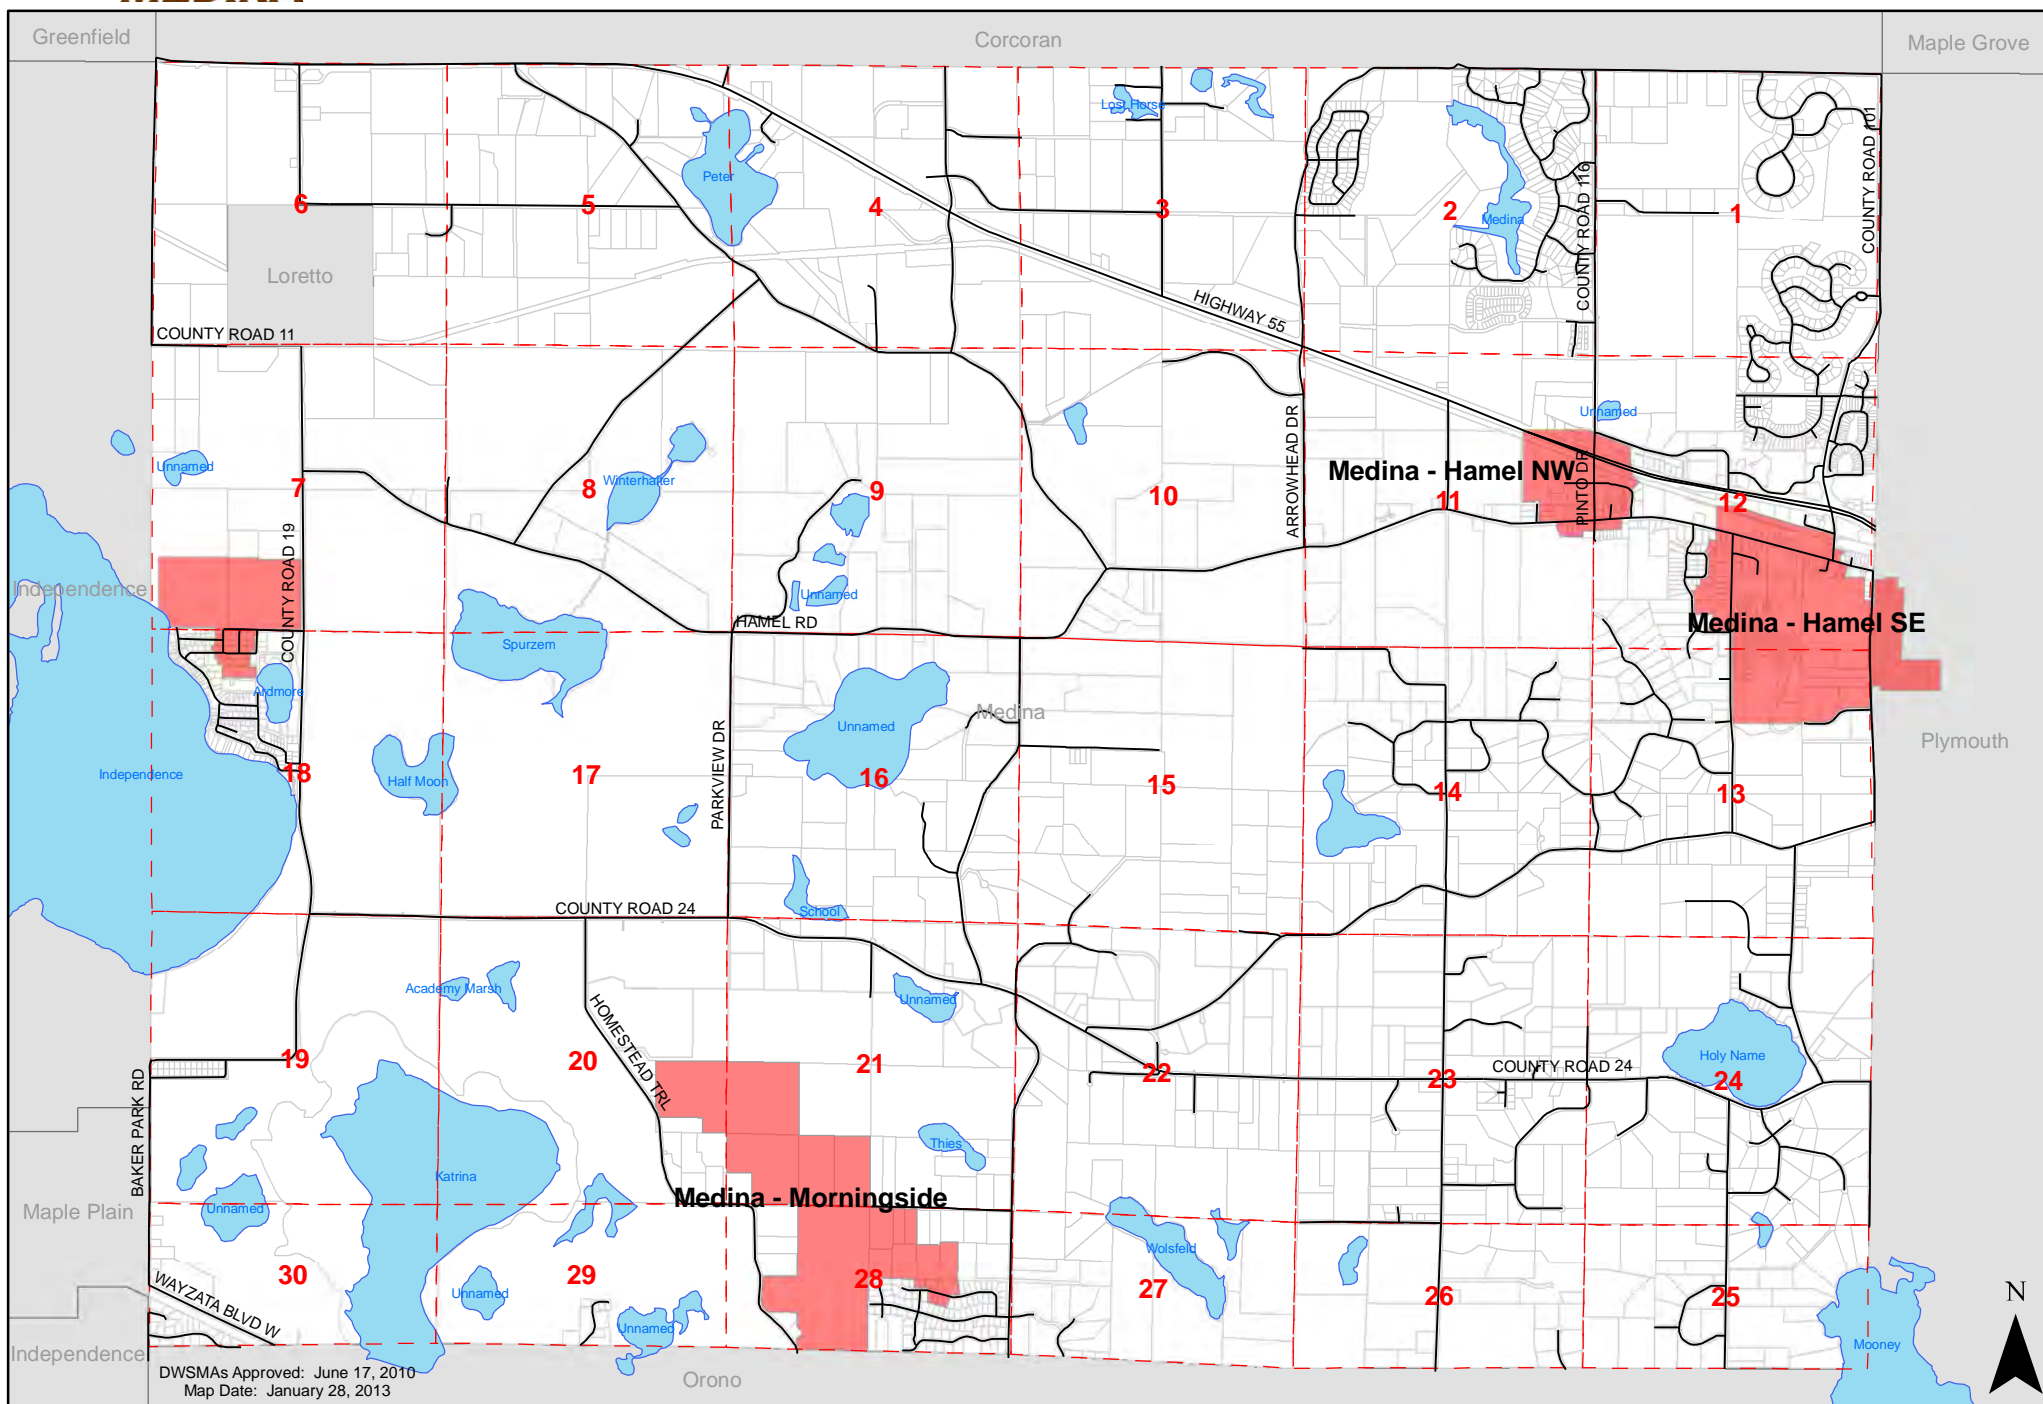 Greenfield
Corcoran
Maple Grove
Lost Horse
Peter
6
5
4
3
2
1
Medina
COUNTY ROAD 116
COUNTY ROAD 101
Loretto
HIGHWAY 55
COUNTY ROAD 11
Unnamed
ARROWHEAD DR
Medina - Hamel NW
PINTO DR
Unnamed
7
Winterhalter
8
9
10
11
12
COUNTY ROAD 19
Independence
Unnamed
HAMEL RD
Medina - Hamel SE
Spurzem
Ardmore
Medina
Unnamed
PARKVIEW DR
Plymouth
Independence
18
Half Moon
17
16
15
14
13
COUNTY ROAD 24
School
Academy Marsh
Unnamed
HOMESTEAD TRL
19
20
21
22
23
COUNTY ROAD 24
Holy Name
24
BAKER PARK RD
Thies
Katrina
Medina - Morningside
Maple Plain
Unnamed
Wolsfeld
30
29
28
27
26
25
WAYZATA BLVD W
Unnamed
Unnamed
N
Mooney
Independence
DWSMAs Approved: June 17, 2010
Map Date: January 28, 2013
Orono